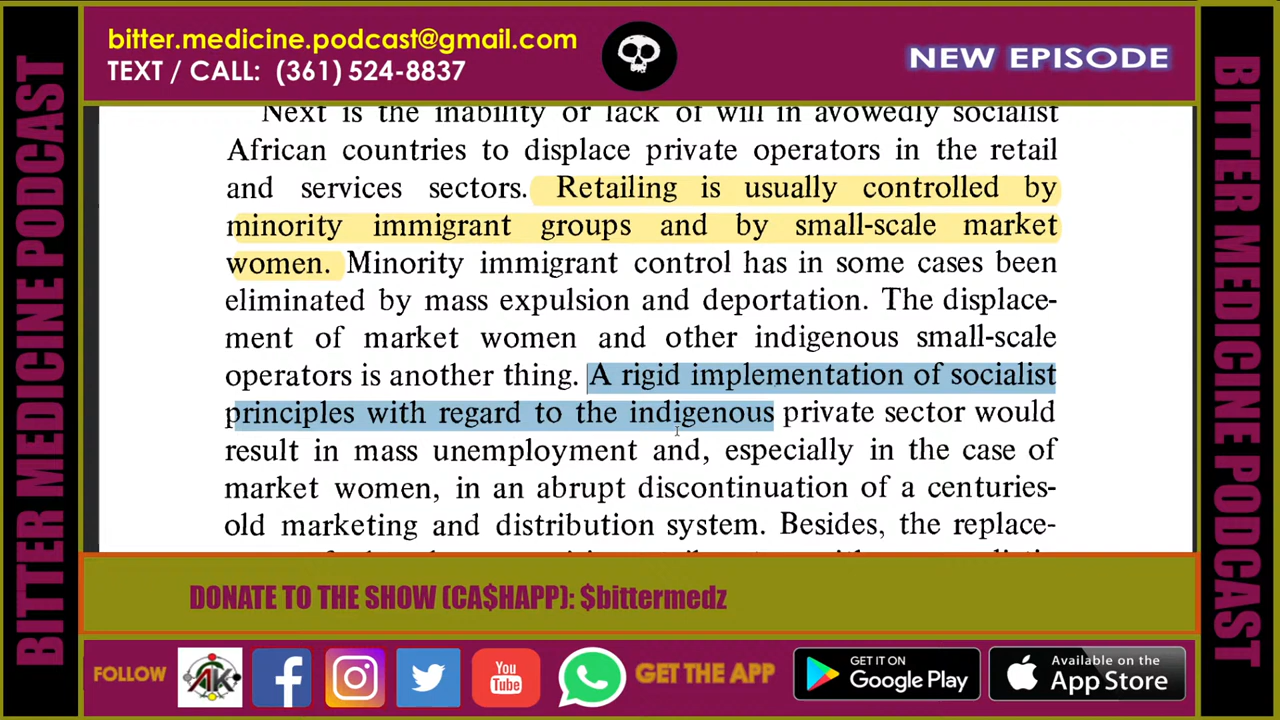 bitter.medicine.podcast@gmail.com
TEXT / CALL: (361) 524-8837
NEW EPISODE
BITTER MEDICINE PODCAST
BITTER MEDICINE PODCAST
Next is the inability or lack of will in avowedly socialist
African countries to displace private operators in the retail
and services sectors. Retailing is usually controlled by
minority immigrant groups and by small-scale market
women. Minority immigrant control has in some cases been
eliminated by mass expulsion and deportation. The displace-
ment of market women and other indigenous small-scale
operators is another thing. A rigid implementation of socialist
principles with regard to the indigenous private sector would
result in mass unemployment and, especially in the case of
market women, in an abrupt discontinuation of a centuries-
old marketing and distribution system. Besides, the replace-
DONATE TO THE SHOW (CA$HAPP): $bittermedz
FOLLOW
ATK
You
Tube
GET THE APP
GET IT ON
Google Play
Available on the
App Store